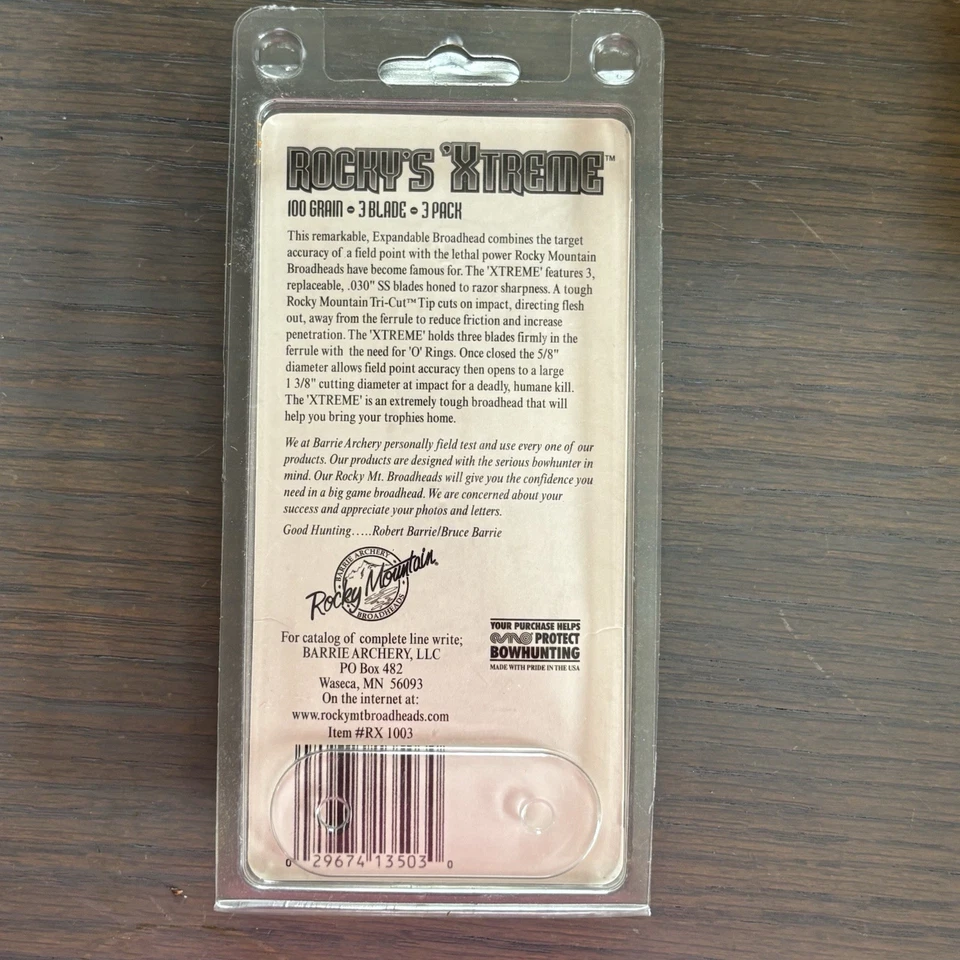 ROCKY'S 'XTREME™
100 GRAIN • 3 BLADE • 3 PACK
This remarkable, Expandable Broadhead combines the target
accuracy of a field point with the lethal power Rocky Mountain
Broadheads have become famous for. The 'XTREME' features 3,
replaceable, .030" SS blades honed to razor sharpness. A tough
Rocky Mountain Tri-Cut™ Tip cuts on impact, directing flesh
out, away from the ferrule to reduce friction and increase
penetration. The 'XTREME' holds three blades firmly in the
ferrule with the need for 'O' Rings. Once closed the 5/8"
diameter allows field point accuracy then opens to a large
1 3/8" cutting diameter at impact for a deadly, humane kill.
The 'XTREME' is an extremely tough broadhead that will
help you bring your trophies home.
We at Barrie Archery personally field test and use every one of our
products. Our products are designed with the serious bowhunter in
mind. Our Rocky Mt. Broadheads will give you the confidence you
need in a big game broadhead. We are concerned about your
success and appreciate your photos and letters.
Good Hunting.....Robert Barrie/Bruce Barrie
BARRIE ARCHERY
Rocky Mountain®
BROADHEADS
For catalog of complete line write;
BARRIE ARCHERY, LLC
PO Box 482
Waseca, MN 56093
On the internet at:
www.rockymtbroadheads.com
Item #RX 1003
YOUR PURCHASE HELPS
AMO PROTECT
BOWHUNTING
MADE WITH PRIDE IN THE USA
0 29674 13503 0